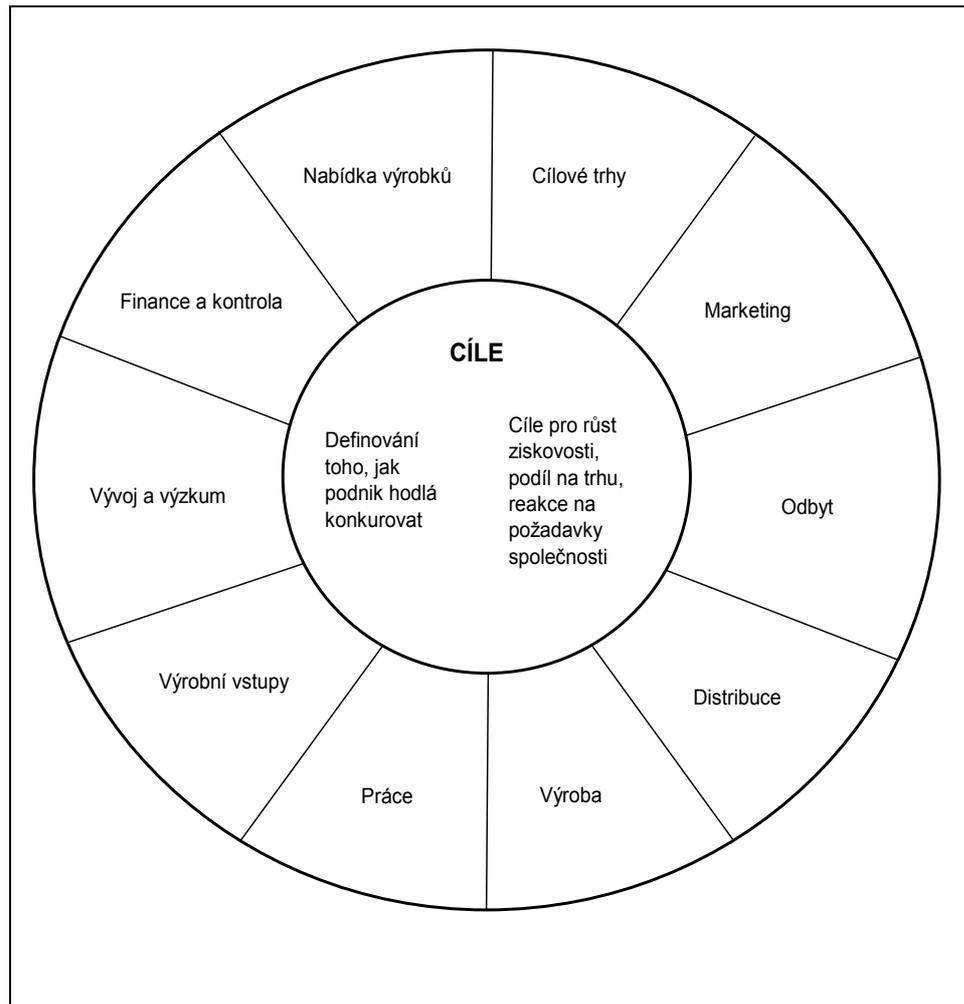 Nabídka výrobků
Cílové trhy
Finance a kontrola
Marketing
CÍLE
Definování
toho, jak
podnik hodlá
konkurovat
Cíle pro růst
ziskovosti,
podíl na trhu,
reakce na
požadavky
společnosti
Vývoj a výzkum
Odbyt
Výrobní vstupy
Distribuce
Práce
Výroba